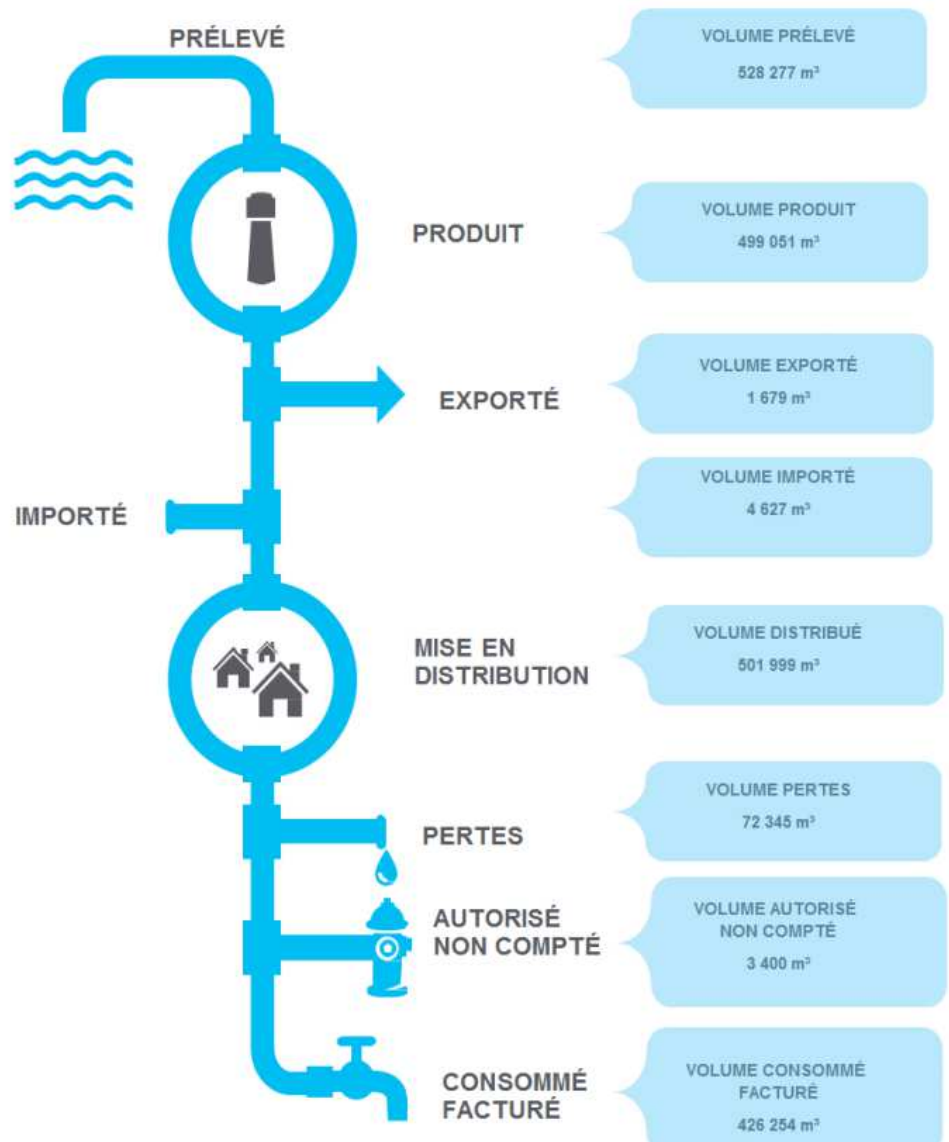 PRÉLEVÉ
VOLUME PRÉLEVÉ
528 277 m³
PRODUIT
VOLUME PRODUIT
499 051 m³
EXPORTÉ
VOLUME EXPORTÉ
1 679 m³
IMPORTÉ
VOLUME IMPORTÉ
4 627 m³
MISE EN
DISTRIBUTION
VOLUME DISTRIBUÉ
501 999 m³
PERTES
VOLUME PERTES
72 345 m³
AUTORISÉ
NON COMPTÉ
VOLUME AUTORISÉ
NON COMPTÉ
3 400 m³
CONSOMMÉ
FACTURÉ
VOLUME CONSOMMÉ
FACTURÉ
426 254 m³